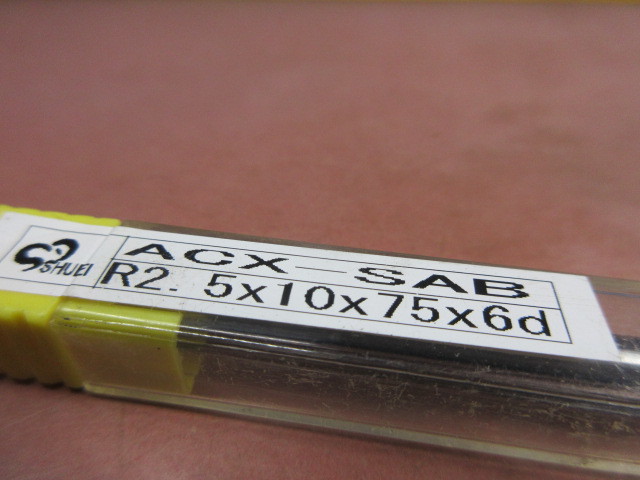 SHUEI
ACX-SAB
R2. 5x10x75x6d